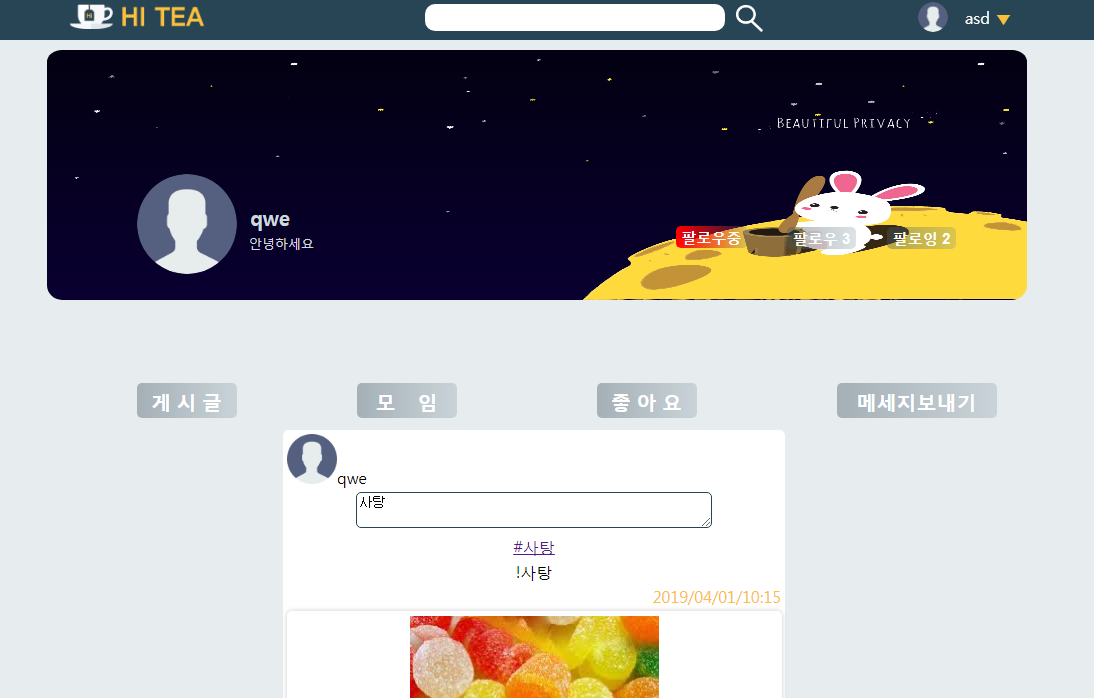 Hi HI TEA
asd
BEAUTIFUL PRIVACY
qwe
안녕하세요
팔로우중 팔로우 3 팔로잉 2
게 시 글 모 임 좋 아 요 메세지보내기
qwe
사탕
#사탕
!사탕
2019/04/01/10:15